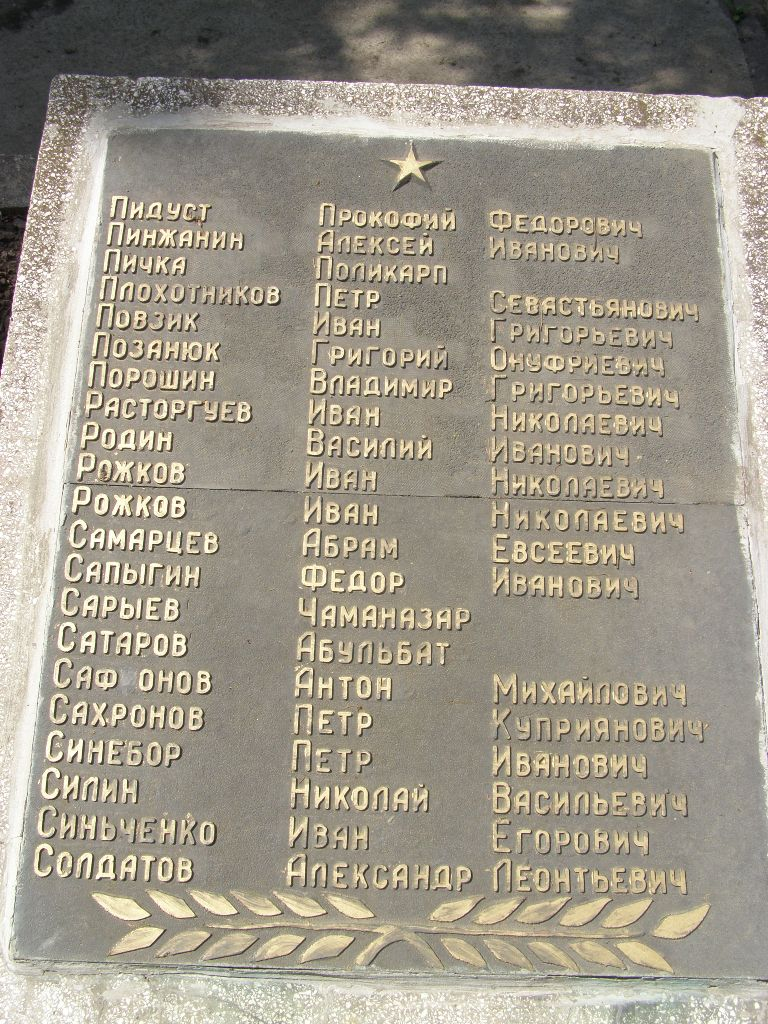 Пидуст Прокофий Федорович
Пинжанин Алексей Иванович
Пичка Поликарп
Плохотников Петр Севастьянович
Повзик Иван Григорьевич
Позанюк Григорий Онуфриевич
Порошин Владимир Григорьевич
Расторгуев Иван Николаевич
Родин Василий Иванович
Рожков Иван Николаевич
Рожков Иван Николаевич
Самарцев Абрам Евсеевич
Сапыгин Федор Иванович
Сарыев Чаманазар
Сатаров Абульбат
Саф онов Антон Михайлович
Сахронов Петр Куприянович
Синебор Петр Иванович
Силин Николай Васильевич
Синьченко Иван Егорович
Солдатов Александр Леонтьевич